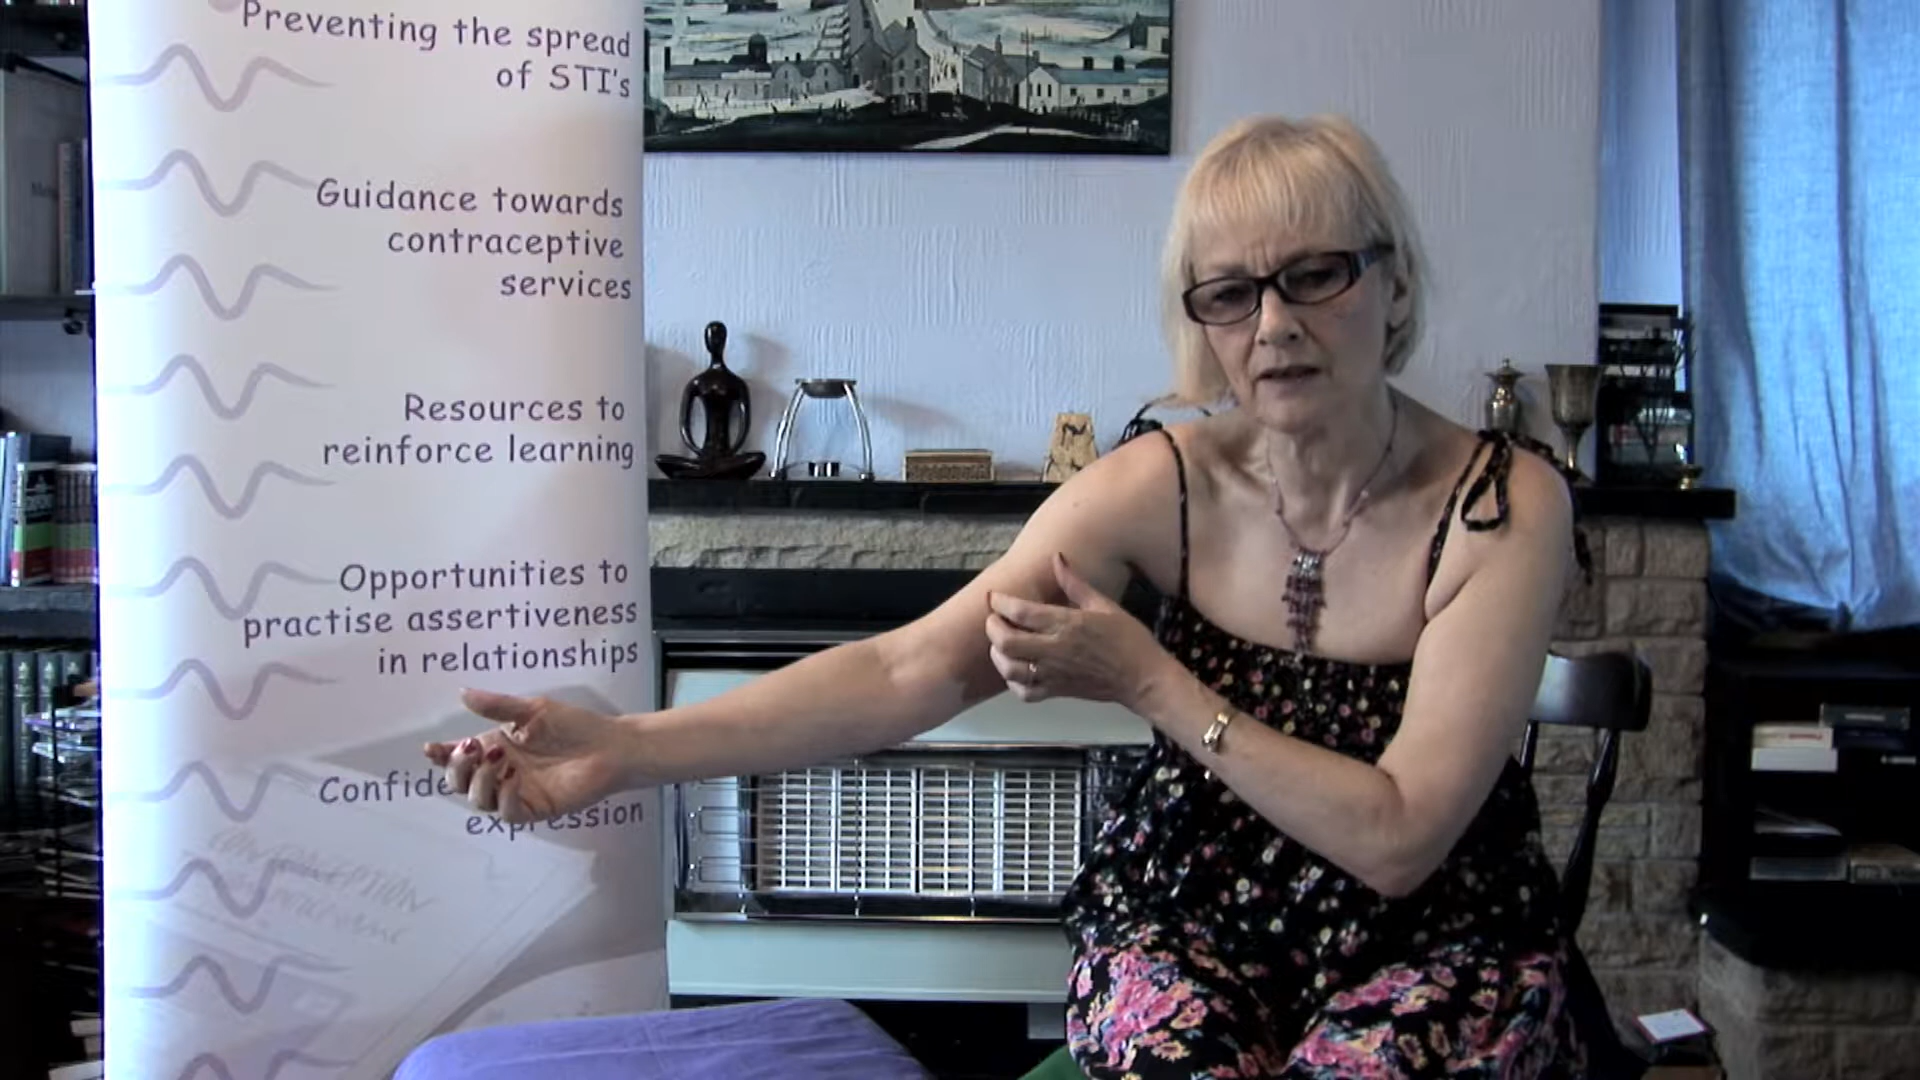 Preventing the spread
of STI's
Guidance towards
contraceptive
services
Resources to
reinforce learning
Opportunities to
practise assertiveness
in relationships
Confide
expression
CONTRACEPTION